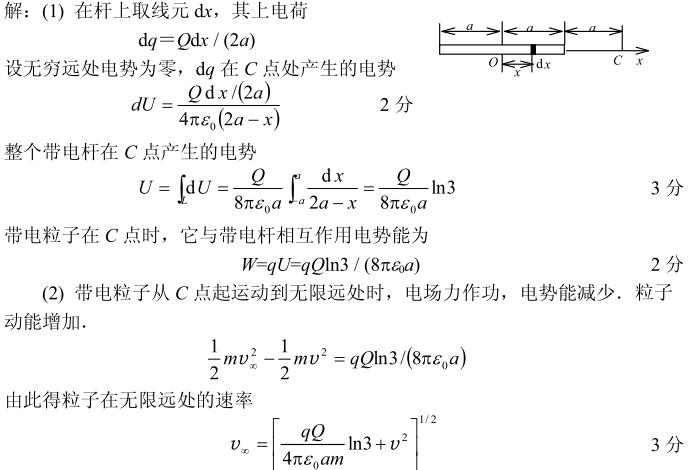 解：(1) 在杆上取线元 dx，其上电荷
dq＝Qdx / (2a)
设无穷远处电势为零，dq 在 C 点处产生的电势
dU = Q d x /(2a) / 4πε₀(2a − x) 2 分
a a a
O x dx C x
整个带电杆在 C 点产生的电势
U = ∫_L dU = Q / 8πε₀a ∫_{−a}^{a} d x / 2a − x = Q / 8πε₀a ln3 3 分
带电粒子在 C 点时，它与带电杆相互作用电势能为
W=qU=qQln3 / (8πε₀a) 2 分
(2) 带电粒子从 C 点起运动到无限远处时，电场力作功，电势能减少．粒子
动能增加．
1/2 mυ∞² − 1/2 mυ² = qQln3/(8πε₀a)
由此得粒子在无限远处的速率
υ∞ = [ qQ / 4πε₀am ln3 + υ² ]^{1/2} 3 分